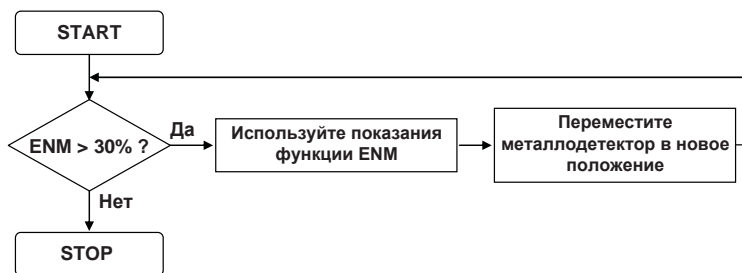 START
ENM > 30% ?
Да
Используйте показания
функции ENM
Переместите
металлодетектор в новое
положение
Нет
STOP